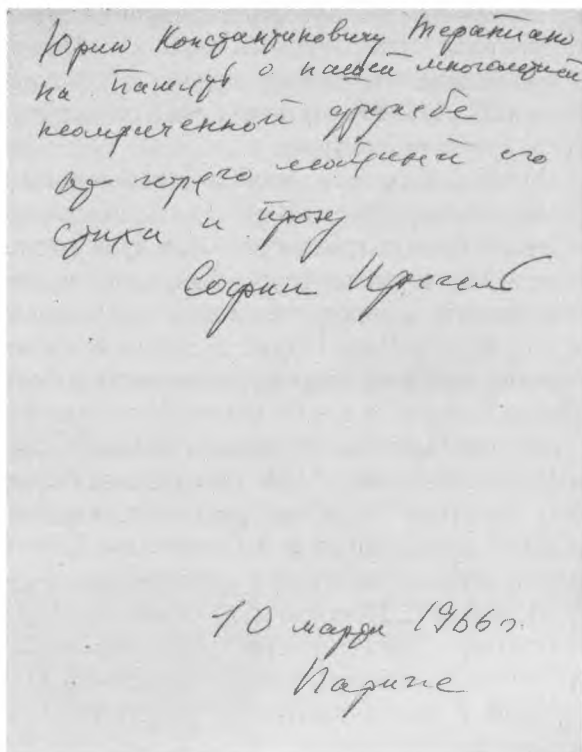 Юрию Константиновичу Терапиано
на память о нашей многолетней
неомраченной дружбе
от горячо любящей его
стихи и прозу
Софии Прегель
10 марта 1966 г.
Париж